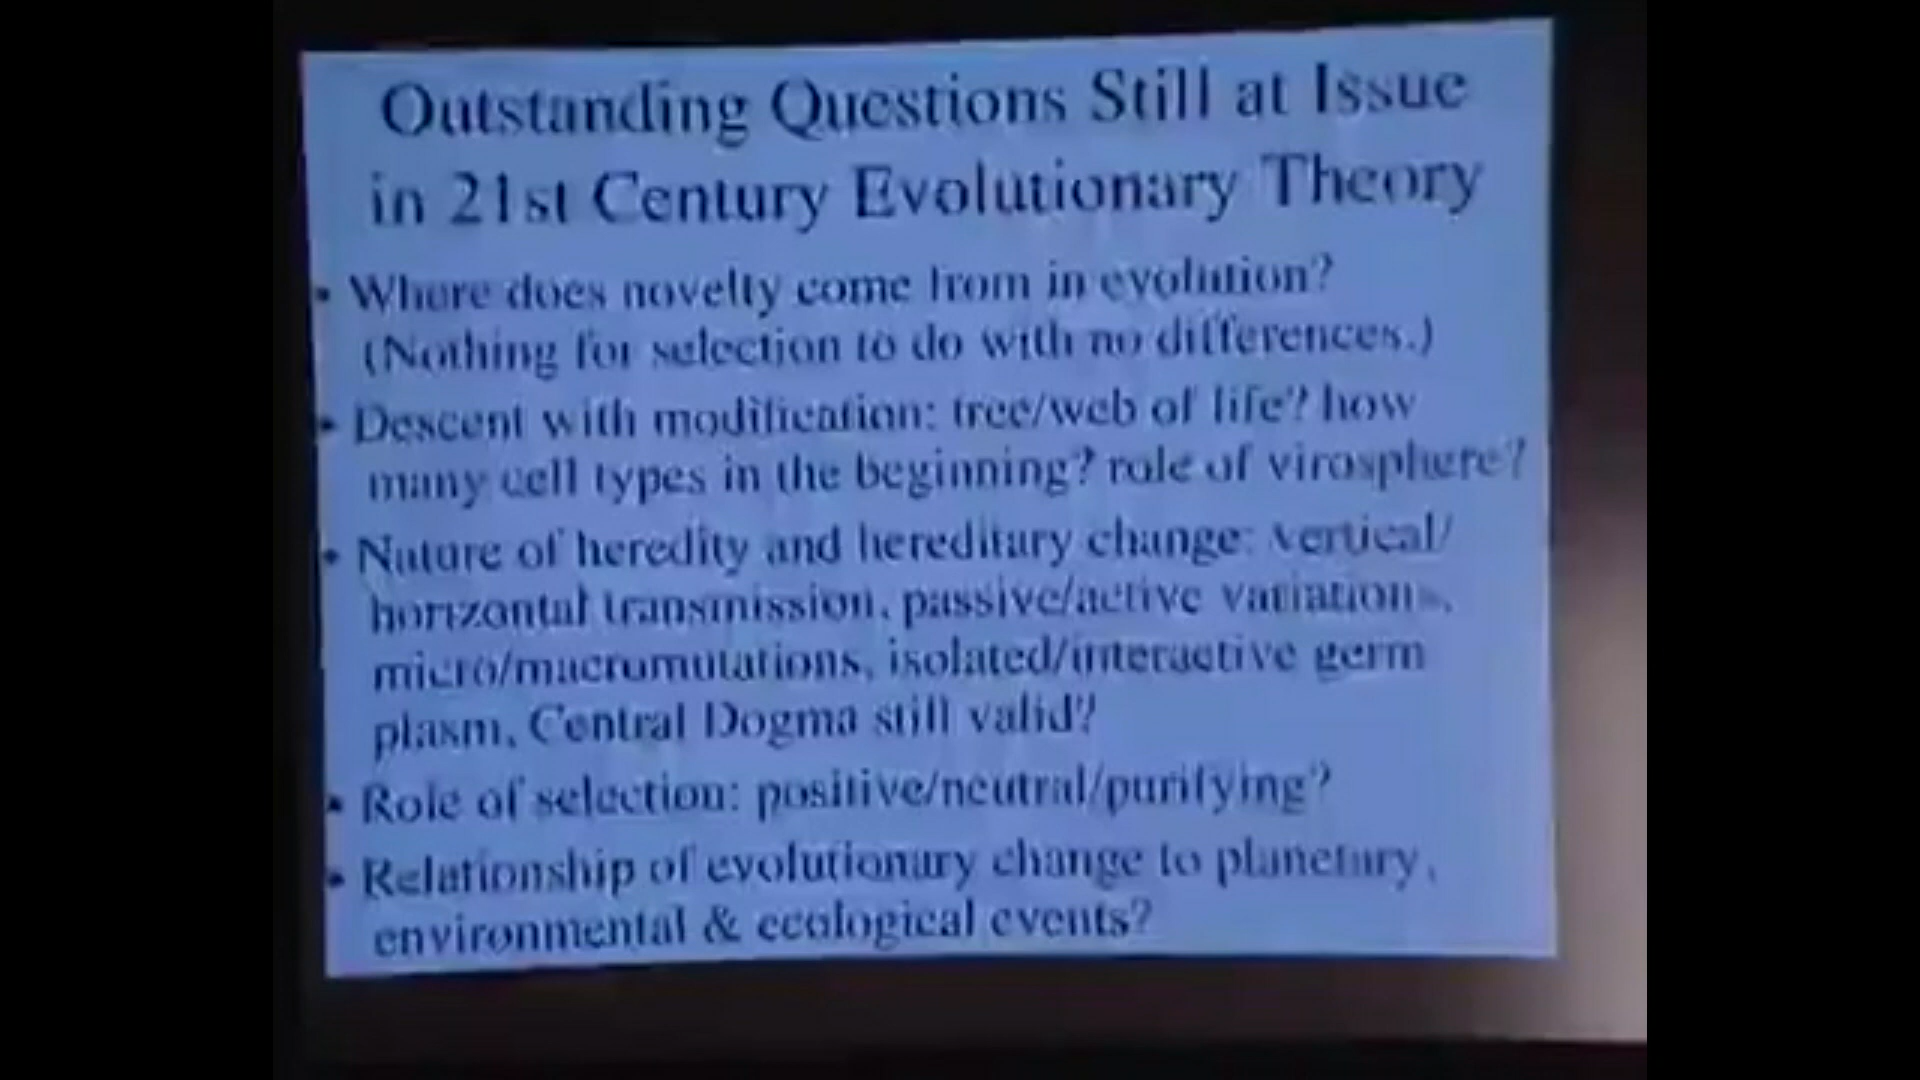 Outstanding Questions Still at Issue
in 21st Century Evolutionary Theory
• Where does novelty come from in evolution?
(Nothing for selection to do with no differences.)
• Descent with modification: tree/web of life? how
many cell types in the beginning? role of virosphere?
• Nature of heredity and hereditary change: vertical/
horizontal transmission, passive/active variations,
micro/macromutations, isolated/interactive germ
plasm, Central Dogma still valid?
• Role of selection: positive/neutral/purifying?
• Relationship of evolutionary change to planetary,
environmental & ecological events?